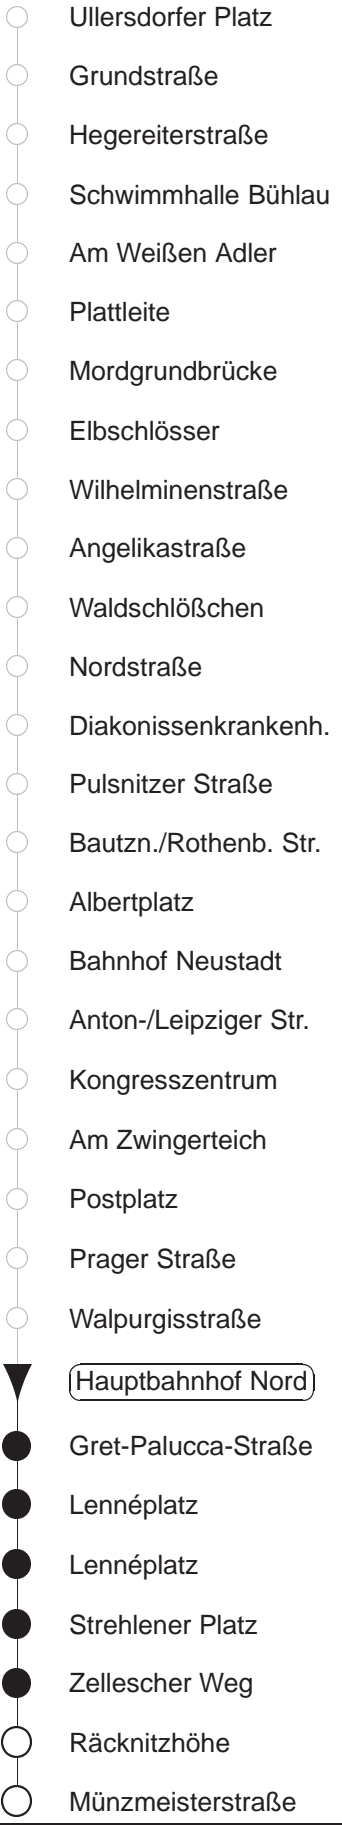 Ullersdorfer Platz
Grundstraße
Hegereiterstraße
Schwimmhalle Bühlau
Am Weißen Adler
Plattleite
Mordgrundbrücke
Elbschlösser
Wilhelminenstraße
Angelikastraße
Waldschlößchen
Nordstraße
Diakonissenkrankenh.
Pulsnitzer Straße
Bautzn./Rothenb. Str.
Albertplatz
Bahnhof Neustadt
Anton-/Leipziger Str.
Kongresszentrum
Am Zwingerteich
Postplatz
Prager Straße
Walpurgisstraße
Hauptbahnhof Nord
Gret-Palucca-Straße
Lennéplatz
Lennéplatz
Strehlener Platz
Zellescher Weg
Räcknitzhöhe
Münzmeisterstraße